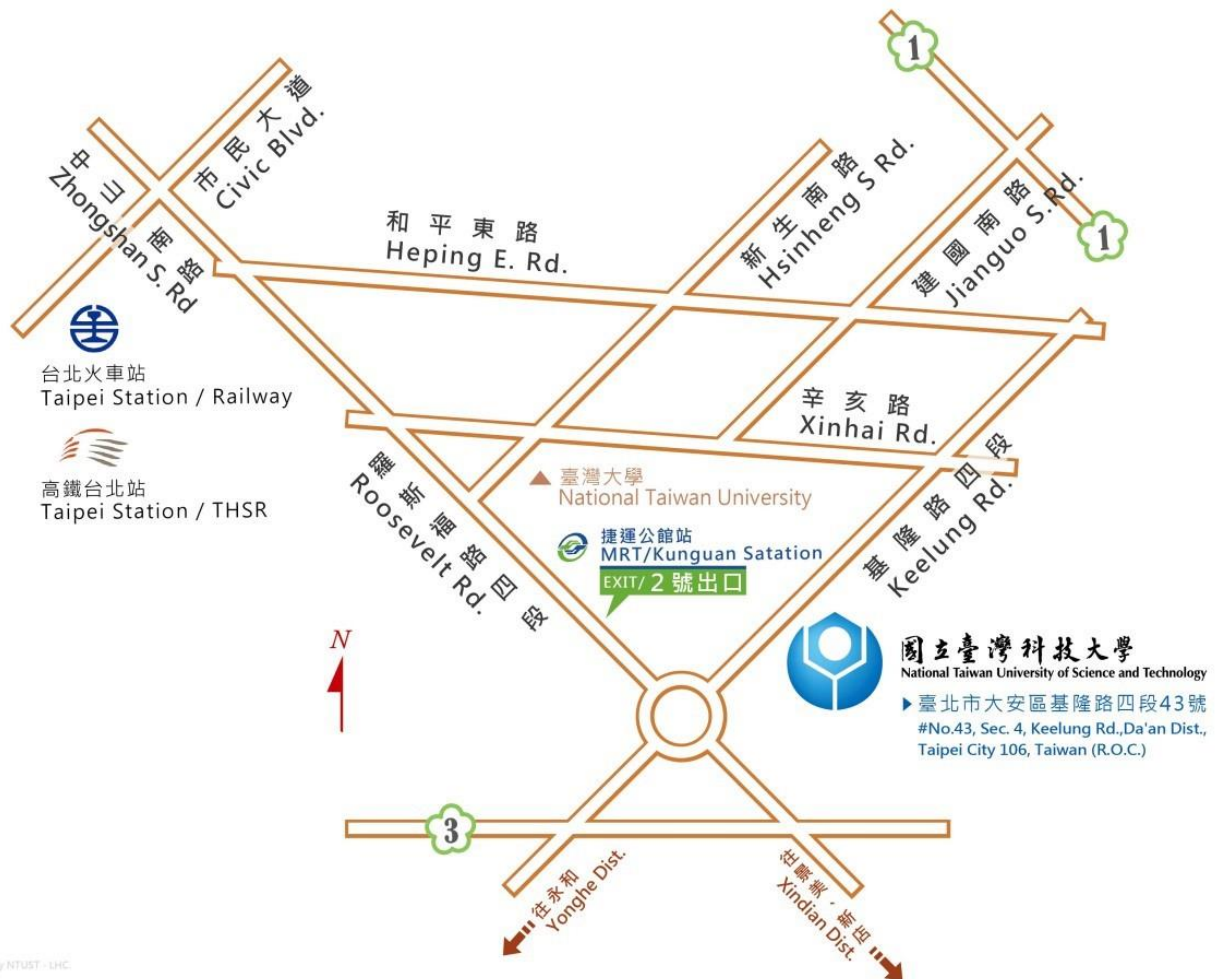 1
市民大道
Civic Blvd.
中山南路
Zhongshan S. Rd
和平東路
Heping E. Rd.
新生南路
Hsinheng S Rd.
建國南路
Jianguo S. Rd.
1
台北火車站
Taipei Station / Railway
高鐵台北站
Taipei Station / THSR
辛亥路
Xinhai Rd.
羅斯福路四段
Roosevelt Rd.
臺灣大學
National Taiwan University
捷運公館站
MRT/Kunguan Satation
EXIT/ 2 號出口
基隆路四段
Keelung Rd.
N
國立臺灣科技大學
National Taiwan University of Science and Technology
臺北市大安區基隆路四段43號
#No.43, Sec. 4, Keelung Rd.,Da'an Dist.,
Taipei City 106, Taiwan (R.O.C.)
3
往永和
Yonghe Dist.
往景美、新店
Xindian Dist.
y NTUST - LHC